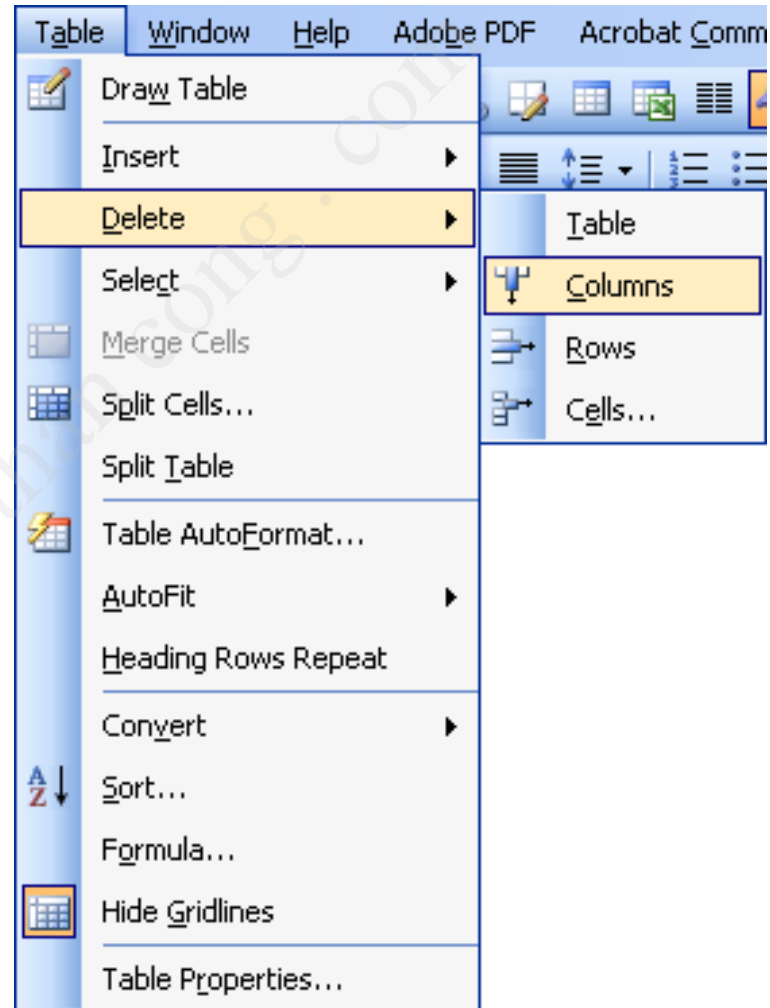 Table Window Help Adobe PDF Acrobat Comm
Draw Table
Insert
Delete
Table
Select
Columns
Merge Cells
Rows
Split Cells...
Cells...
Split Table
Table AutoFormat...
AutoFit
Heading Rows Repeat
Convert
Sort...
Formula...
Hide Gridlines
Table Properties...